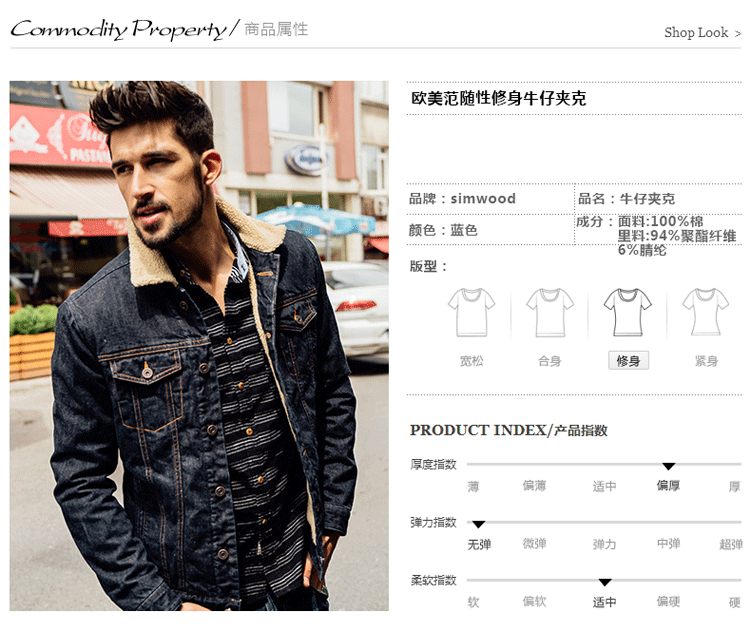 Commodity Property/ 商品属性
Shop Look >
欧美范随性修身牛仔夹克
品牌：simwood
品名：牛仔夹克
颜色：蓝色
成分：面料:100%棉
里料:94%聚酯纤维
6%腈纶
版型：
宽松 合身 修身 紧身
PRODUCT INDEX/产品指数
厚度指数
薄 偏薄 适中 偏厚 厚
弹力指数
无弹 微弹 弹力 中弹 超弹
柔软指数
软 偏软 适中 偏硬 硬